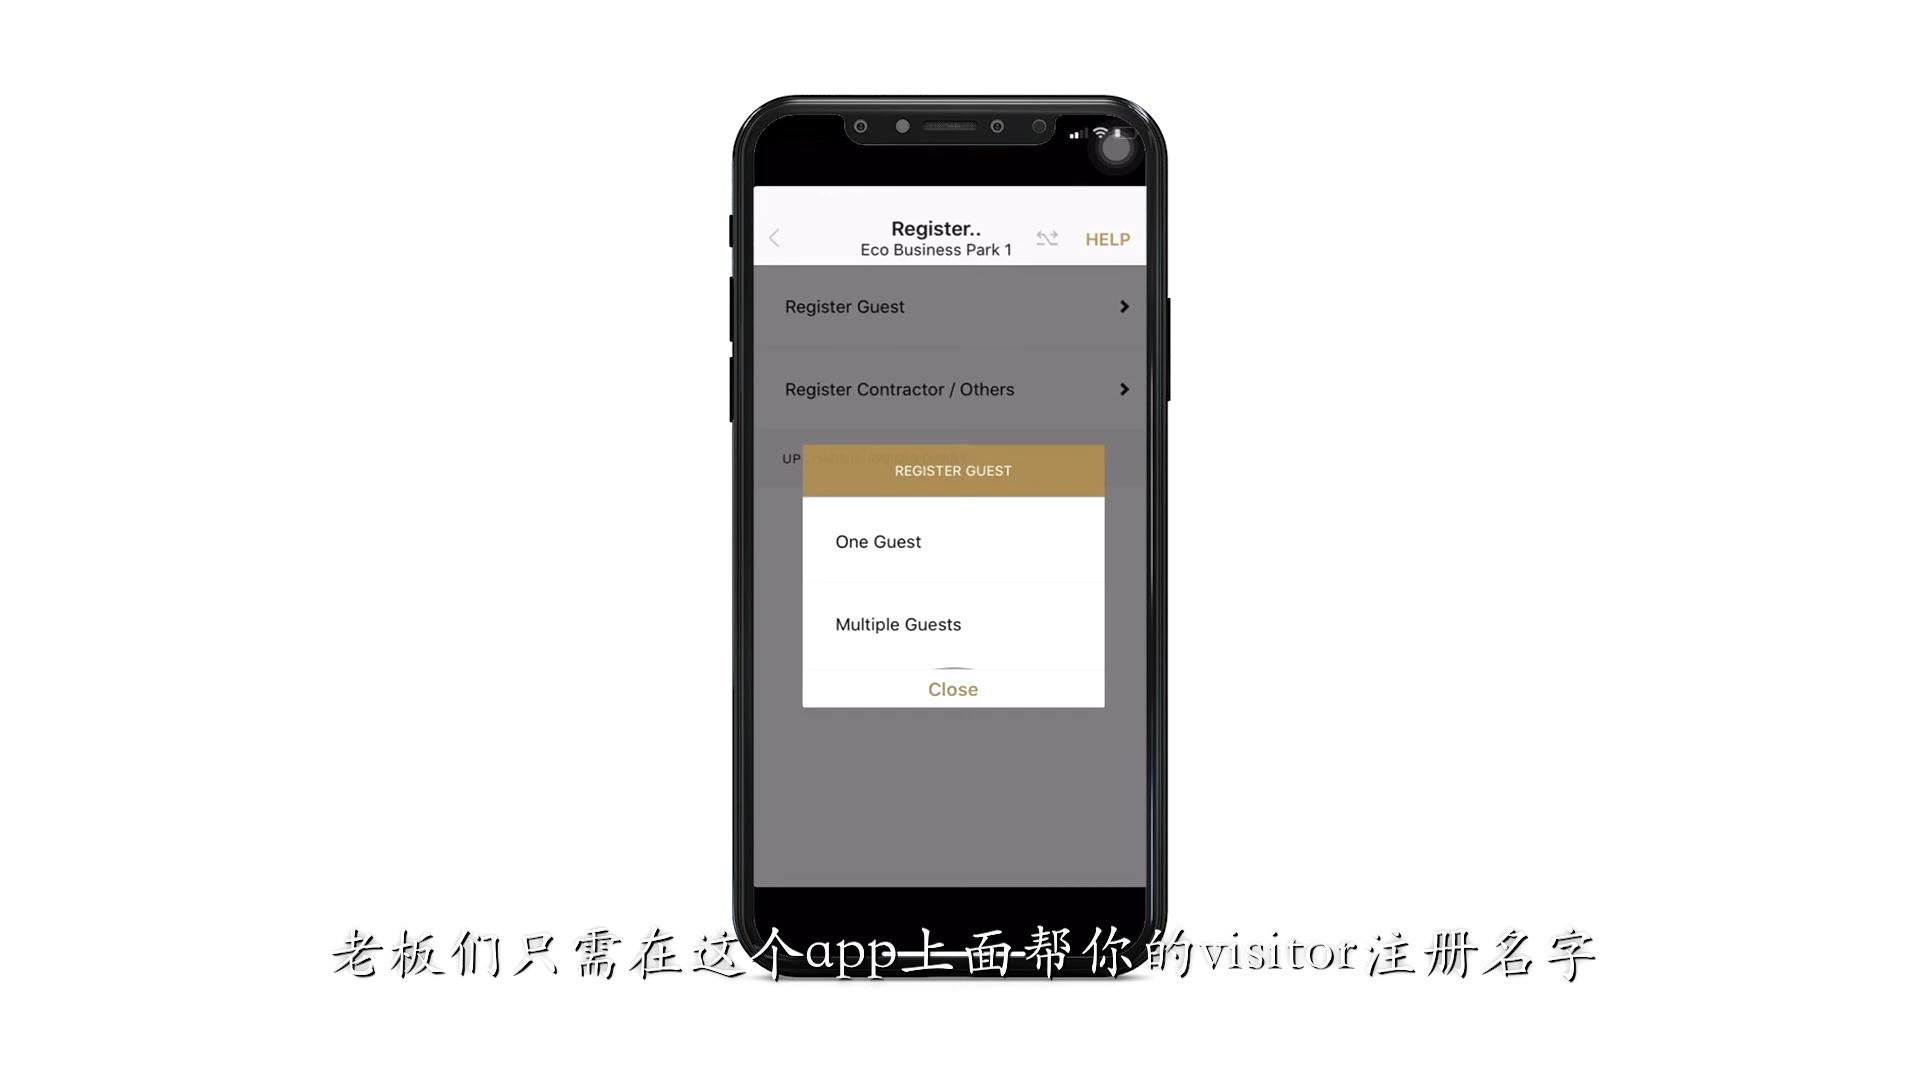 Register..
Eco Business Park 1
HELP
Register Guest
Register Contractor / Others
UP
REGISTER GUEST
One Guest
Multiple Guests
Close
老板们只需在这个app上面帮你的visitor注册名字